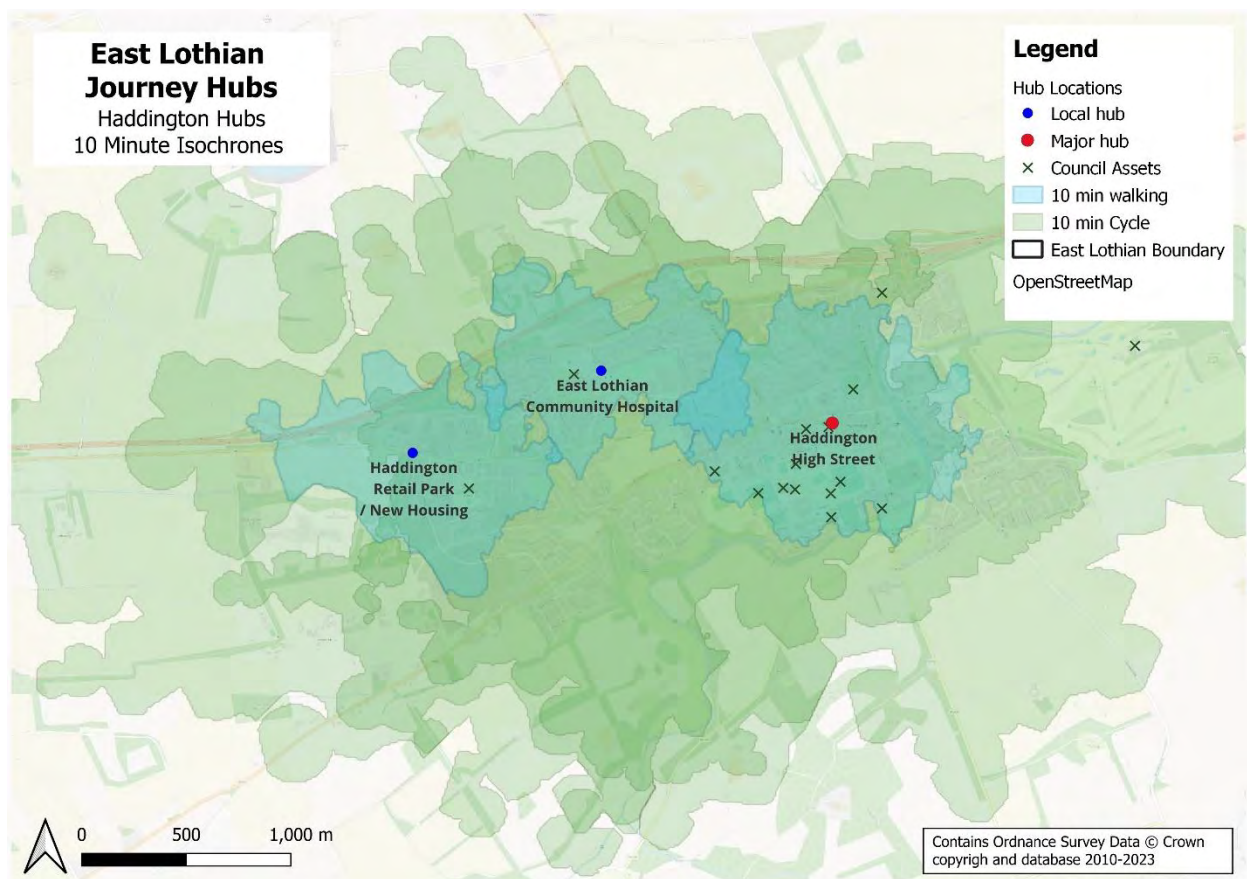 East Lothian
Journey Hubs
Haddington Hubs
10 Minute Isochrones
Legend
Hub Locations
Local hub
Major hub
Council Assets
10 min walking
10 min Cycle
East Lothian Boundary
OpenStreetMap
East Lothian
Community Hospital
Haddington
High Street
Haddington
Retail Park
/ New Housing
0 500 1,000 m
Contains Ordnance Survey Data © Crown
copyrigh and database 2010-2023